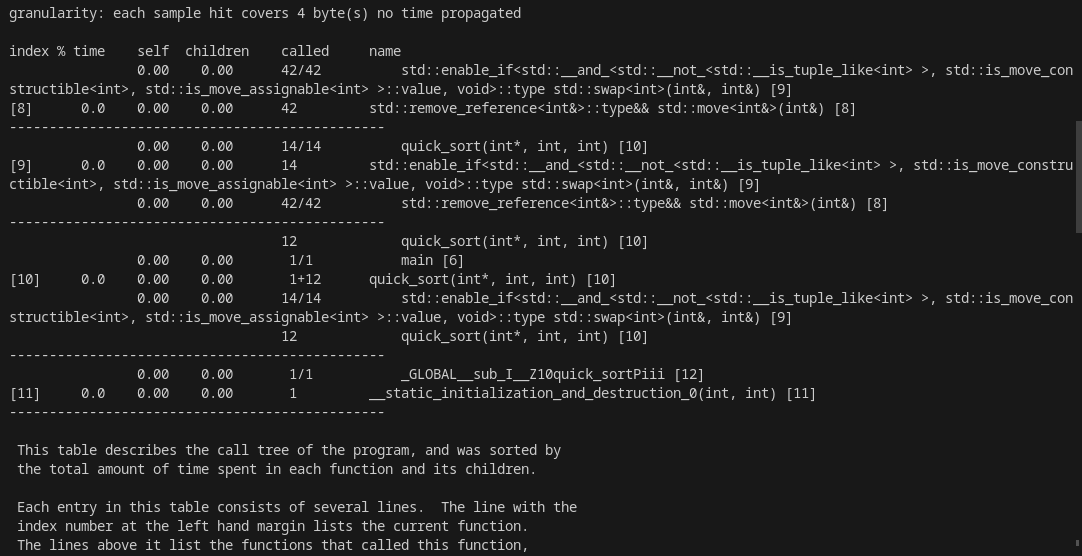 granularity: each sample hit covers 4 byte(s) no time propagated
index % time    self  children    called     name
                0.00    0.00      42/42          std::enable_if<std::__and_<std::__not_<std::__is_tuple_like<int> >, std::is_move_con
structible<int>, std::is_move_assignable<int> >::value, void>::type std::swap<int>(int&, int&) [9]
[8]      0.0    0.00    0.00      42         std::remove_reference<int&>::type&& std::move<int&>(int&) [8]
-----------------------------------------------
                0.00    0.00      14/14          quick_sort(int*, int, int) [10]
[9]      0.0    0.00    0.00      14         std::enable_if<std::__and_<std::__not_<std::__is_tuple_like<int> >, std::is_move_constru
ctible<int>, std::is_move_assignable<int> >::value, void>::type std::swap<int>(int&, int&) [9]
                0.00    0.00      42/42          std::remove_reference<int&>::type&& std::move<int&>(int&) [8]
-----------------------------------------------
                                  12             quick_sort(int*, int, int) [10]
                0.00    0.00       1/1           main [6]
[10]     0.0    0.00    0.00       1+12      quick_sort(int*, int, int) [10]
                0.00    0.00      14/14          std::enable_if<std::__and_<std::__not_<std::__is_tuple_like<int> >, std::is_move_con
structible<int>, std::is_move_assignable<int> >::value, void>::type std::swap<int>(int&, int&) [9]
                                  12             quick_sort(int*, int, int) [10]
-----------------------------------------------
                0.00    0.00       1/1           _GLOBAL__sub_I__Z10quick_sortPiii [12]
[11]     0.0    0.00    0.00       1         __static_initialization_and_destruction_0(int, int) [11]
-----------------------------------------------
 This table describes the call tree of the program, and was sorted by
 the total amount of time spent in each function and its children.
 Each entry in this table consists of several lines.  The line with the
 index number at the left hand margin lists the current function.
 The lines above it list the functions that called this function,